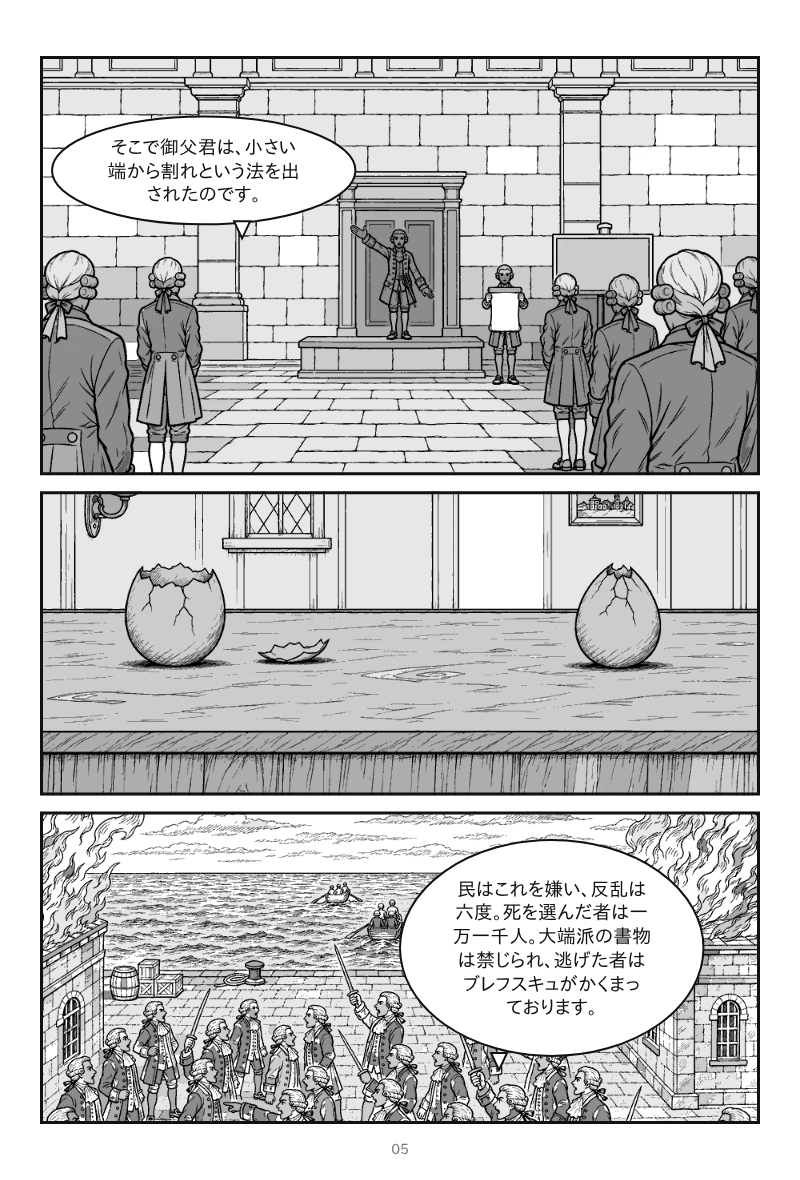 そこで御父君は、小さい
端から割れという法を出
されたのです。
民はこれを嫌い、反乱は
六度。死を選んだ者は一
万一千人。大端派の書物
は禁じられ、逃げた者は
ブレフスキュがかくまっ
ております。
05